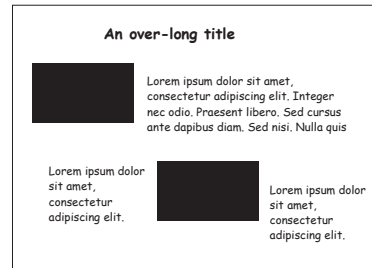 An over-long title
Lorem ipsum dolor sit amet,
consectetur adipiscing elit. Integer
nec odio. Praesent libero. Sed cursus
ante dapibus diam. Sed nisi. Nulla quis
Lorem ipsum dolor
sit amet,
consectetur
adipiscing elit.
Lorem ipsum dolor
sit amet,
consectetur
adipiscing elit.